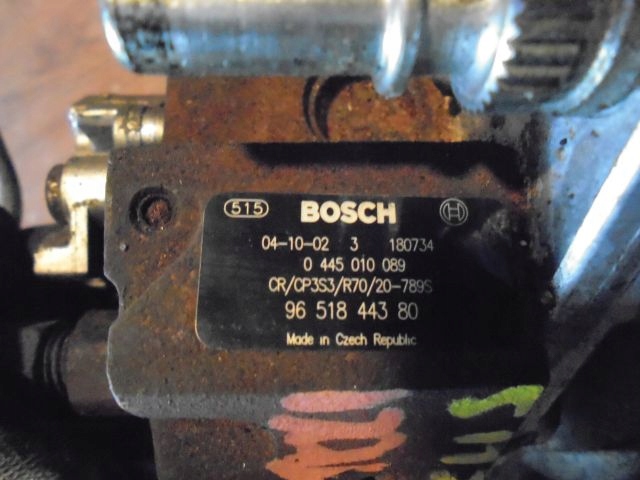 515 BOSCH
04-10-02 3 180734
0 445 010 089
CR/CP3S3/R70/20-789S
96 518 443 80
Made in Czech Republic